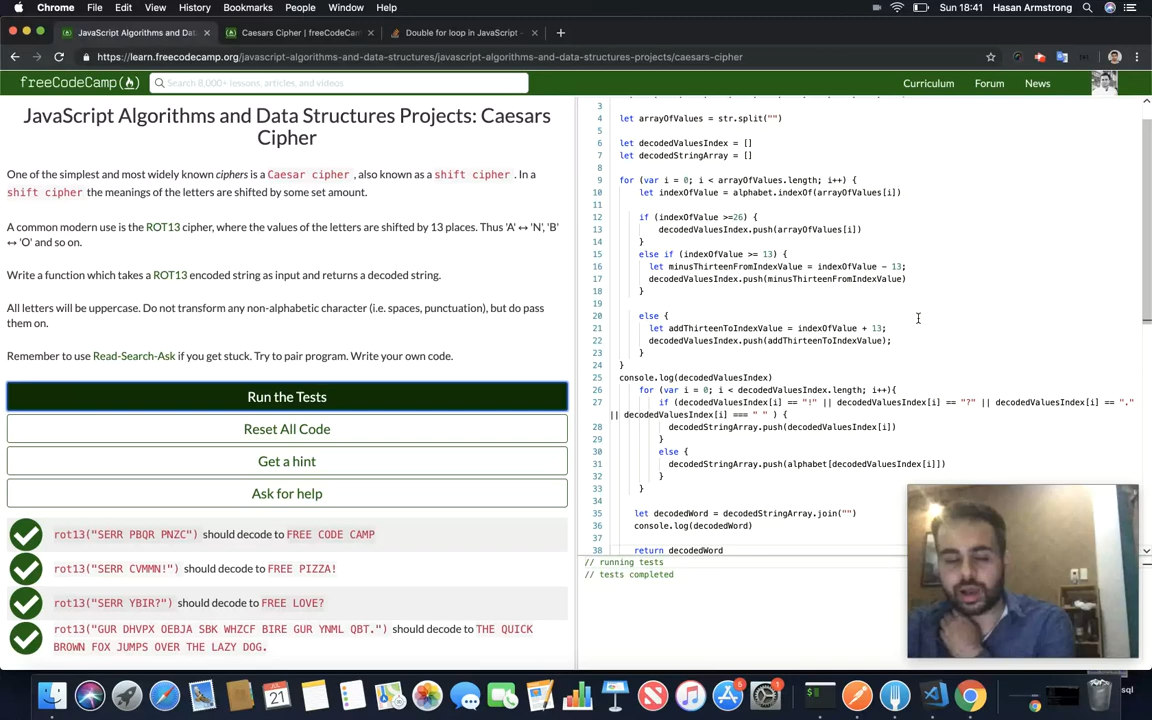 Chrome File Edit View History Bookmarks People Window Help Sun 18:41 Hasan Armstrong
JavaScript Algorithms and Dat Caesars Cipher | freeCodeCam Double for loop in JavaScript -
https://learn.freecodecamp.org/javascript-algorithms-and-data-structures/javascript-algorithms-and-data-structures-projects/caesars-cipher
freeCodeCamp Search 8,000+ lessons, articles, and videos Curriculum Forum News
JavaScript Algorithms and Data Structures Projects: Caesars
Cipher
One of the simplest and most widely known ciphers is a Caesar cipher, also known as a shift cipher. In a
shift cipher the meanings of the letters are shifted by some set amount.
A common modern use is the ROT13 cipher, where the values of the letters are shifted by 13 places. Thus 'A' ↔ 'N', 'B'
↔ 'O' and so on.
Write a function which takes a ROT13 encoded string as input and returns a decoded string.
All letters will be uppercase. Do not transform any non-alphabetic character (i.e. spaces, punctuation), but do pass
them on.
Remember to use Read-Search-Ask if you get stuck. Try to pair program. Write your own code.
Run the Tests
Reset All Code
Get a hint
Ask for help
rot13("SERR PBQR PNZC") should decode to FREE CODE CAMP
rot13("SERR CVMMN!") should decode to FREE PIZZA!
rot13("SERR YBIR?") should decode to FREE LOVE?
rot13("GUR DHVPX OEBJA SBK WHZCF BIRE GUR YNML QBT.") should decode to THE QUICK
BROWN FOX JUMPS OVER THE LAZY DOG.
3
4 let arrayOfValues = str.split("")
5
6 let decodedValuesIndex = []
7 let decodedStringArray = []
8
9 for (var i = 0; i < arrayOfValues.length; i++) {
10 let indexOfValue = alphabet.indexOf(arrayOfValues[i])
11
12 if (indexOfValue >=26) {
13 decodedValuesIndex.push(arrayOfValues[i])
14 }
15 else if (indexOfValue >= 13) {
16 let minusThirteenFromIndexValue = indexOfValue - 13;
17 decodedValuesIndex.push(minusThirteenFromIndexValue)
18 }
19
20 else {
21 let addThirteenToIndexValue = indexOfValue + 13;
22 decodedValuesIndex.push(addThirteenToIndexValue);
23 }
24 }
25 console.log(decodedValuesIndex)
26 for (var i = 0; i < decodedValuesIndex.length; i++){
27 if (decodedValuesIndex[i] == "!" || decodedValuesIndex[i] == "?" || decodedValuesIndex[i] == "."
|| decodedValuesIndex[i] === " " ) {
28 decodedStringArray.push(decodedValuesIndex[i])
29 }
30 else {
31 decodedStringArray.push(alphabet[decodedValuesIndex[i]])
32 }
33 }
34
35 let decodedWord = decodedStringArray.join("")
36 console.log(decodedWord)
37
38 return decodedWord
// running tests
// tests completed
JUL
21
5
1
sql